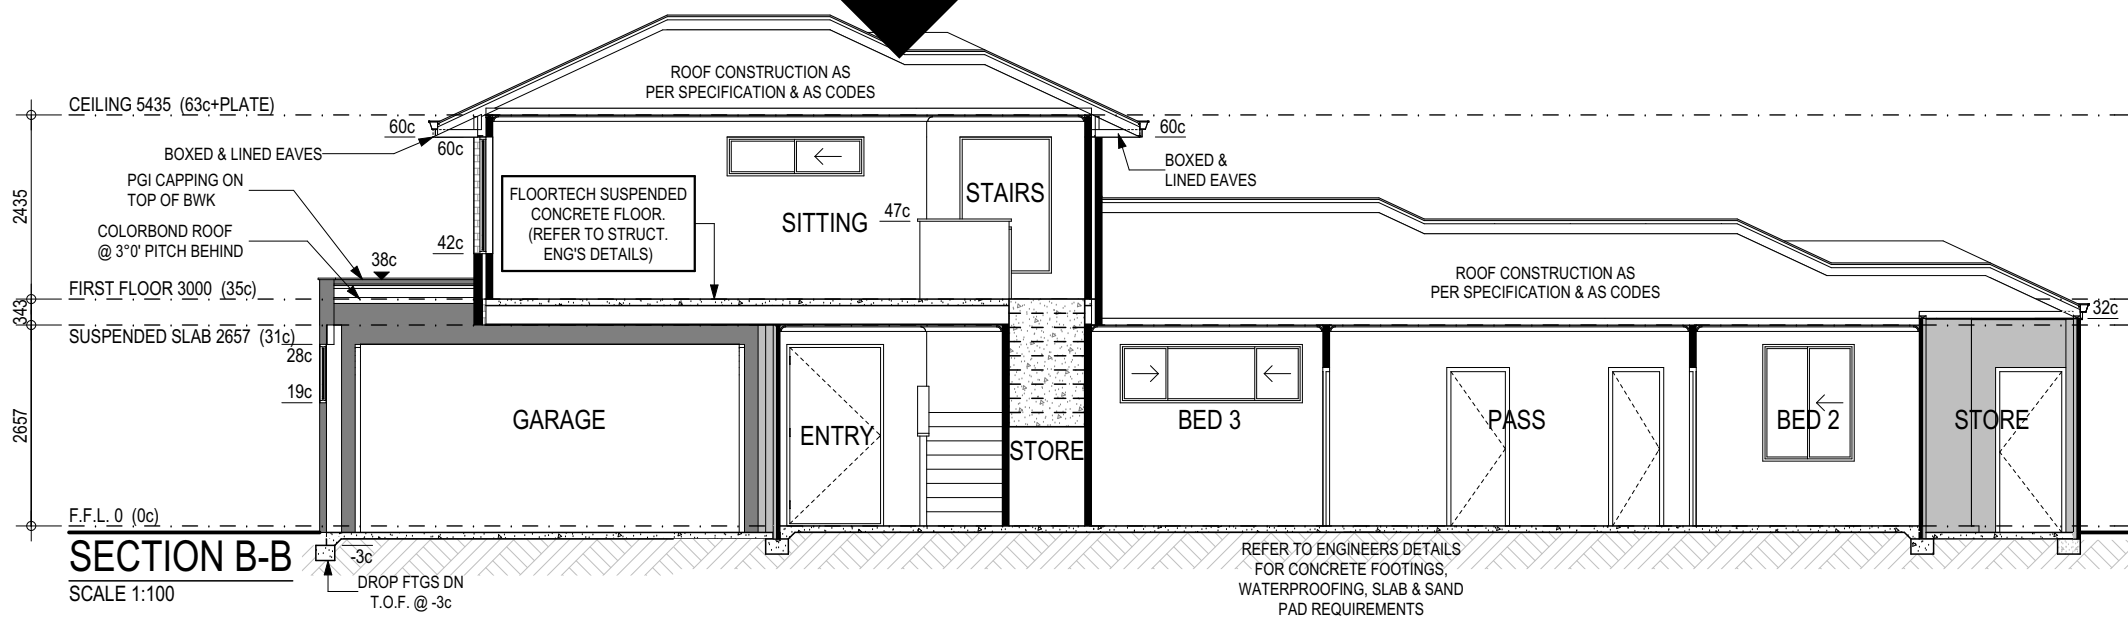 ROOF CONSTRUCTION AS
PER SPECIFICATION & AS CODES
CEILING 5435 (63c+PLATE)
60c
60c
60c
BOXED & LINED EAVES
BOXED &
LINED EAVES
PGI CAPPING ON
TOP OF BWK
FLOORTECH SUSPENDED
CONCRETE FLOOR.
(REFER TO STRUCT.
ENG'S DETAILS)
STAIRS
SITTING
47c
2435
COLORBOND ROOF
@ 3°0' PITCH BEHIND
42c
38c
ROOF CONSTRUCTION AS
PER SPECIFICATION & AS CODES
FIRST FLOOR 3000 (35c)
343
32c
SUSPENDED SLAB 2657 (31c)
28c
19c
2657
GARAGE
ENTRY
STORE
BED 3
PASS
BED 2
STORE
F.F.L. 0 (0c)
SECTION B-B
SCALE 1:100
-3c
DROP FTGS DN
T.O.F. @ -3c
REFER TO ENGINEERS DETAILS
FOR CONCRETE FOOTINGS,
WATERPROOFING, SLAB & SAND
PAD REQUIREMENTS